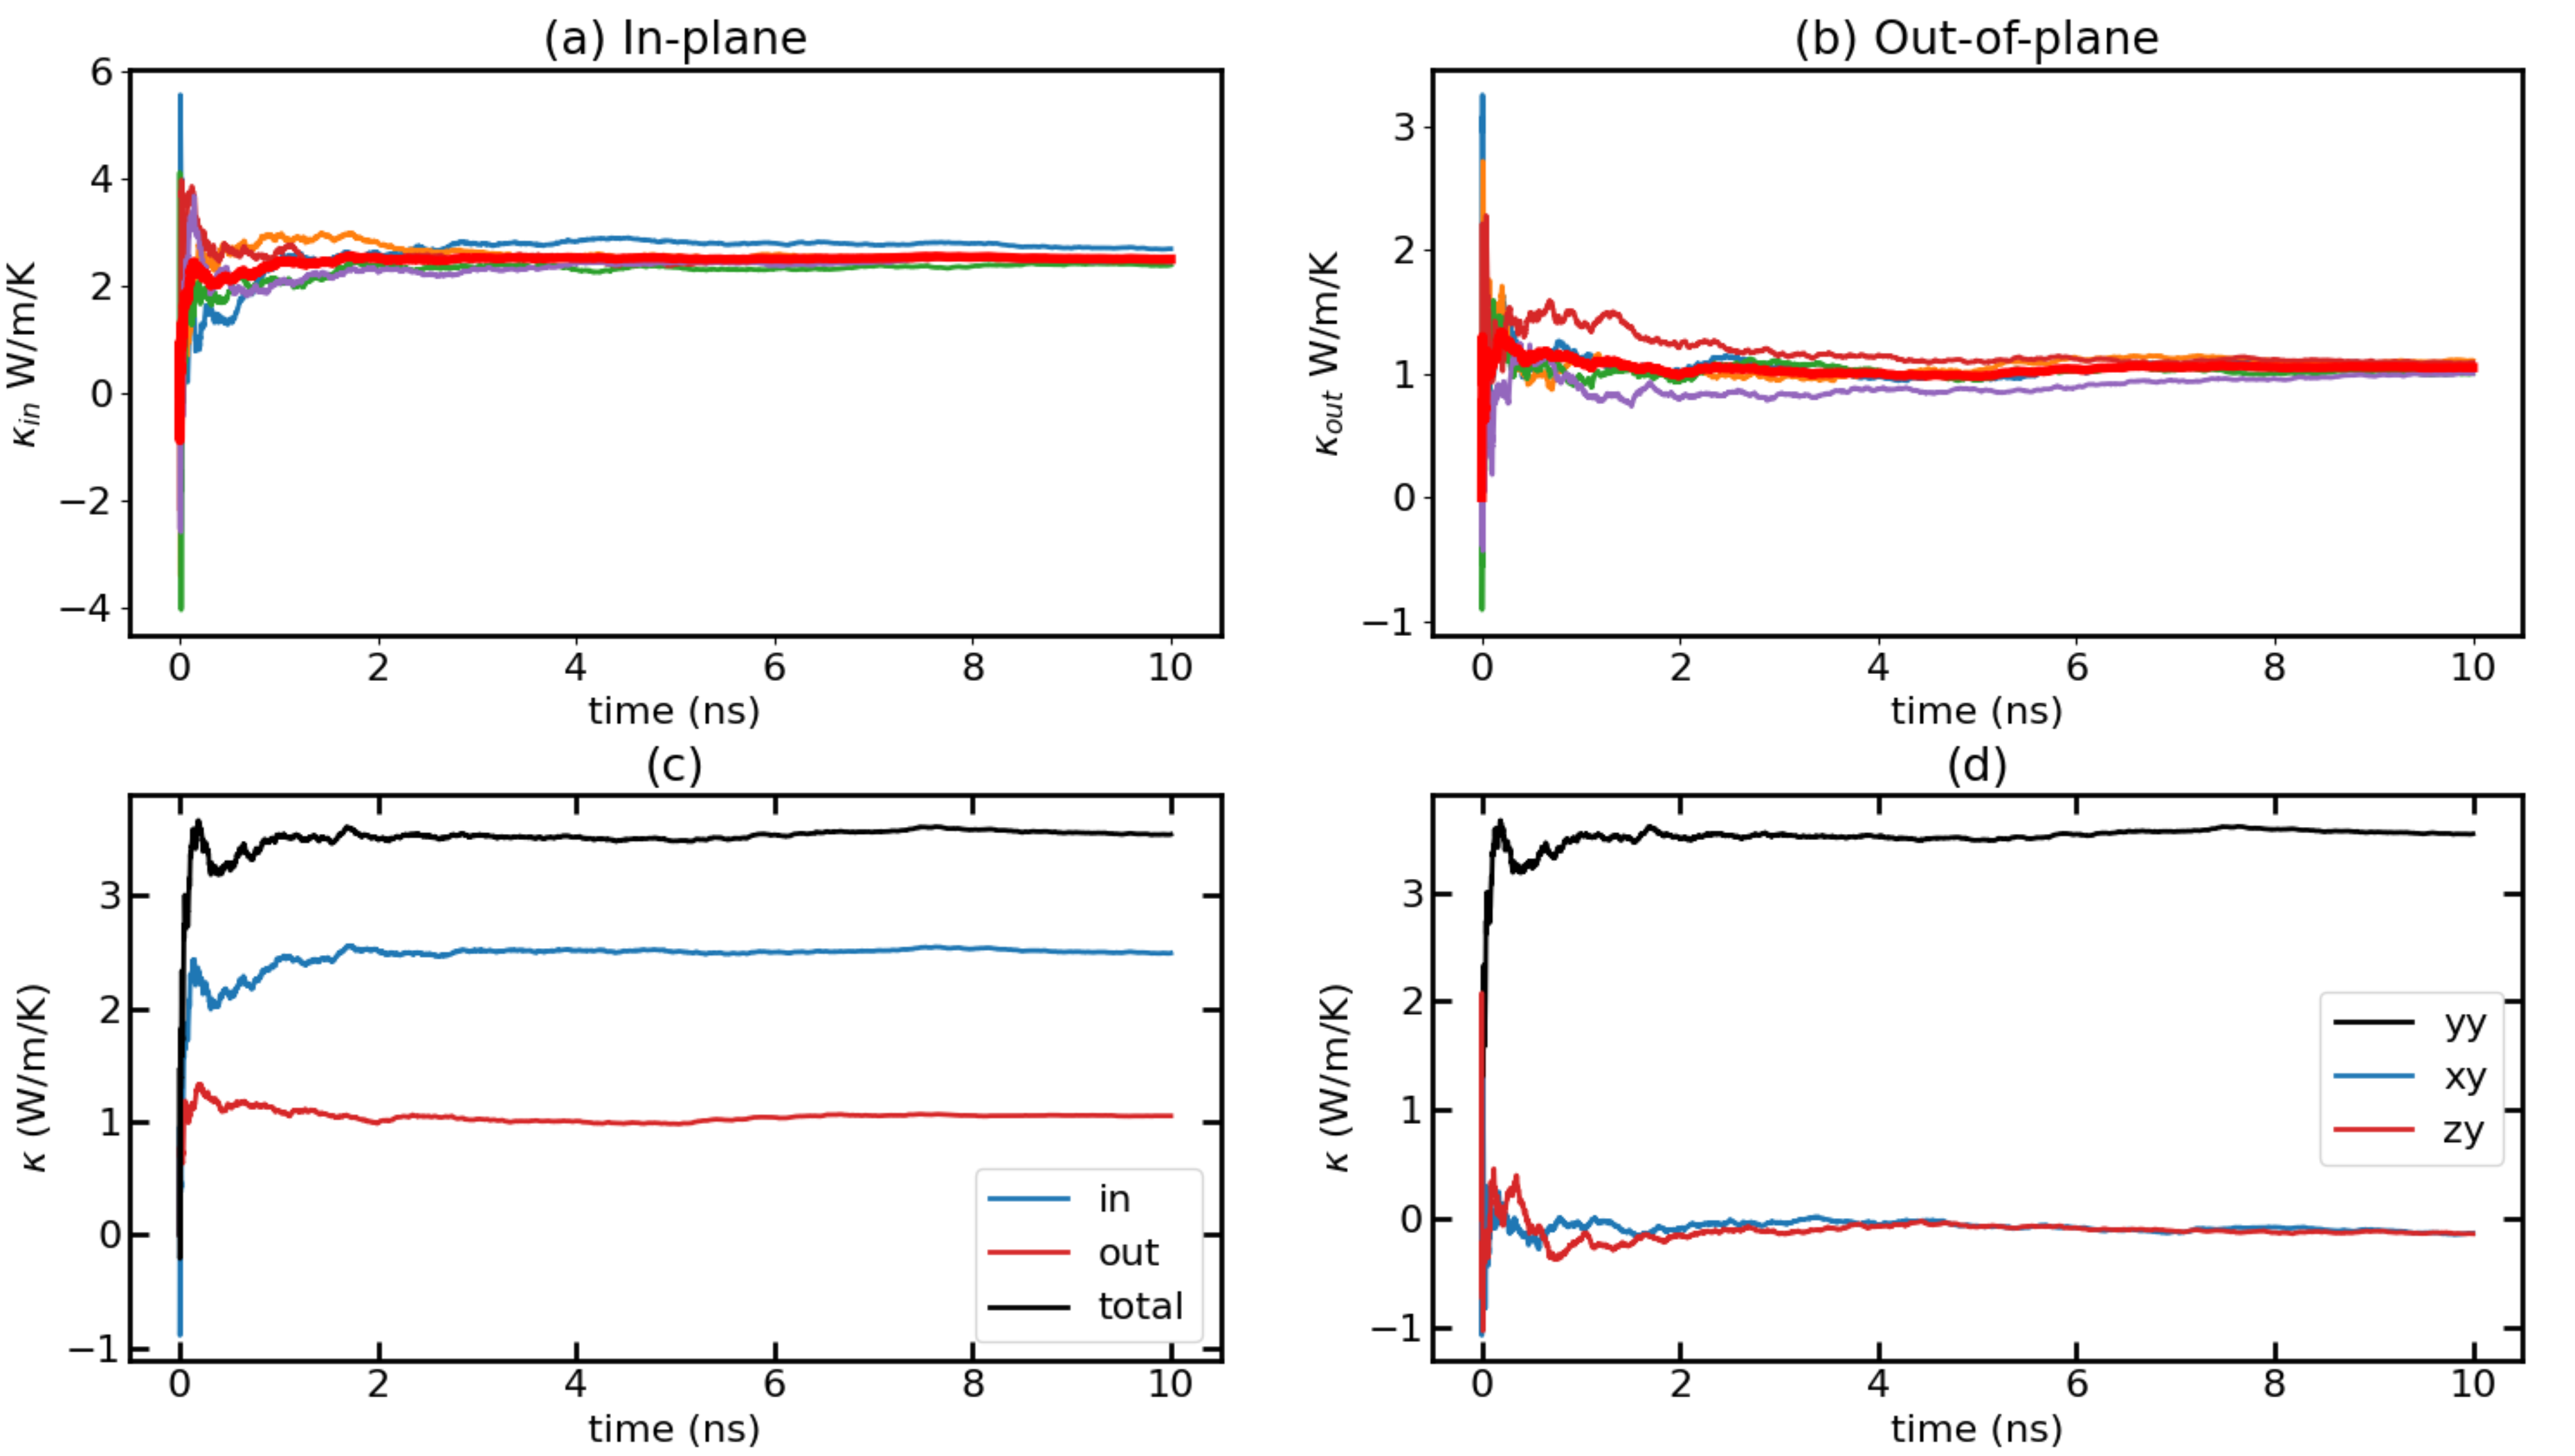 (a) In-plane
6
4
2
0
−2
−4
κin W/m/K
0 2 4 6 8 10
time (ns)
(b) Out-of-plane
3
2
1
0
−1
κout W/m/K
0 2 4 6 8 10
time (ns)
(c)
3
2
1
0
−1
κ (W/m/K)
in
out
total
0 2 4 6 8 10
time (ns)
(d)
3
2
1
0
−1
κ (W/m/K)
yy
xy
zy
0 2 4 6 8 10
time (ns)